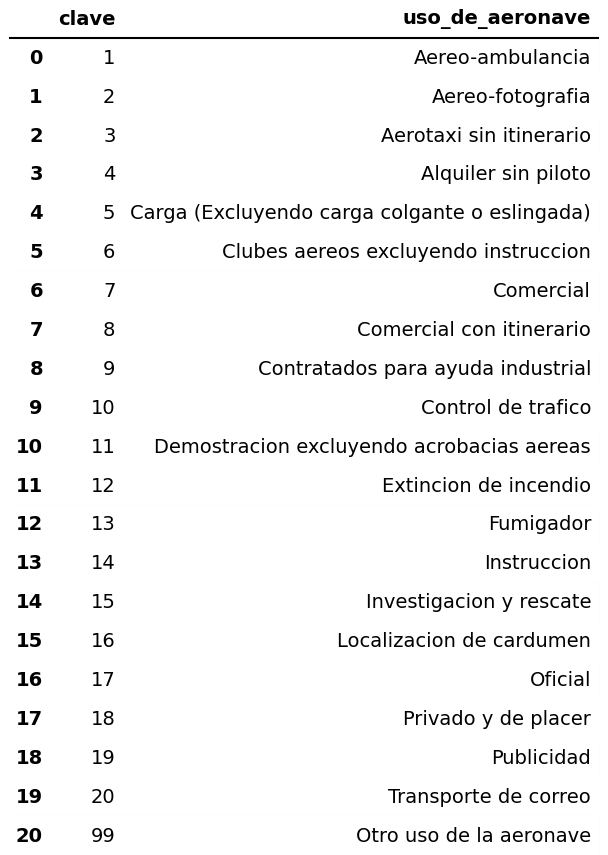 clave uso_de_aeronave
0 1 Aereo-ambulancia
1 2 Aereo-fotografia
2 3 Aerotaxi sin itinerario
3 4 Alquiler sin piloto
4 5 Carga (Excluyendo carga colgante o eslingada)
5 6 Clubes aereos excluyendo instruccion
6 7 Comercial
7 8 Comercial con itinerario
8 9 Contratados para ayuda industrial
9 10 Control de trafico
10 11 Demostracion excluyendo acrobacias aereas
11 12 Extincion de incendio
12 13 Fumigador
13 14 Instruccion
14 15 Investigacion y rescate
15 16 Localizacion de cardumen
16 17 Oficial
17 18 Privado y de placer
18 19 Publicidad
19 20 Transporte de correo
20 99 Otro uso de la aeronave